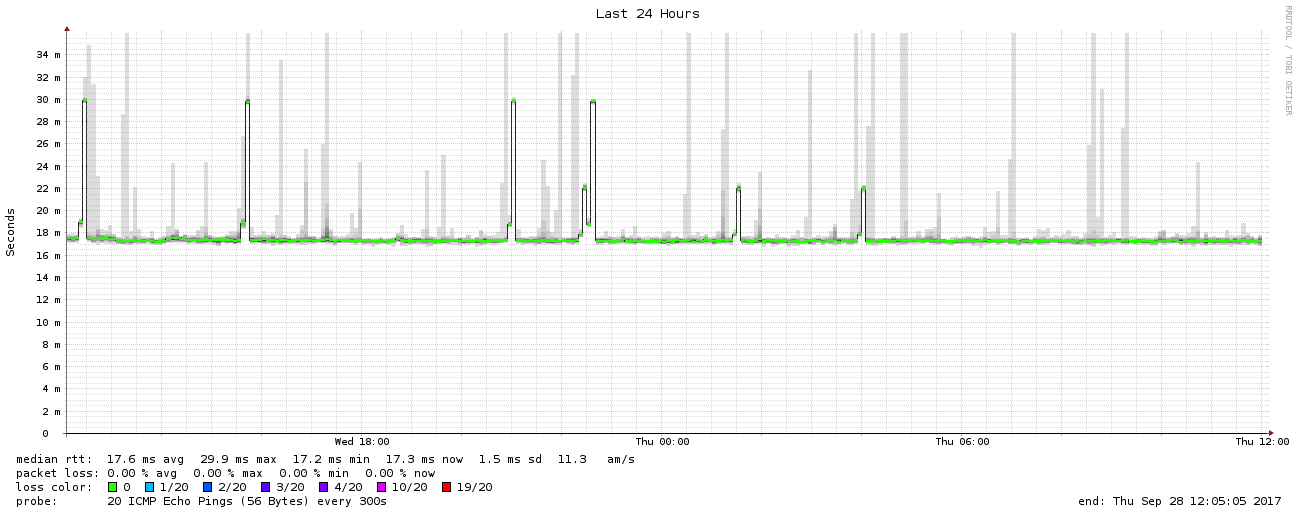 Last 24 Hours
RRDTOOL / TOBI OETIKER
Seconds
34 m
32 m
30 m
28 m
26 m
24 m
22 m
20 m
18 m
16 m
14 m
12 m
10 m
8 m
6 m
4 m
2 m
0
Wed 18:00 Thu 00:00 Thu 06:00 Thu 12:00
median rtt: 17.6 ms avg 29.9 ms max 17.2 ms min 17.3 ms now 1.5 ms sd 11.3 am/s
packet loss: 0.00 % avg 0.00 % max 0.00 % min 0.00 % now
loss color: 0 1/20 2/20 3/20 4/20 10/20 19/20
probe: 20 ICMP Echo Pings (56 Bytes) every 300s end: Thu Sep 28 12:05:05 2017